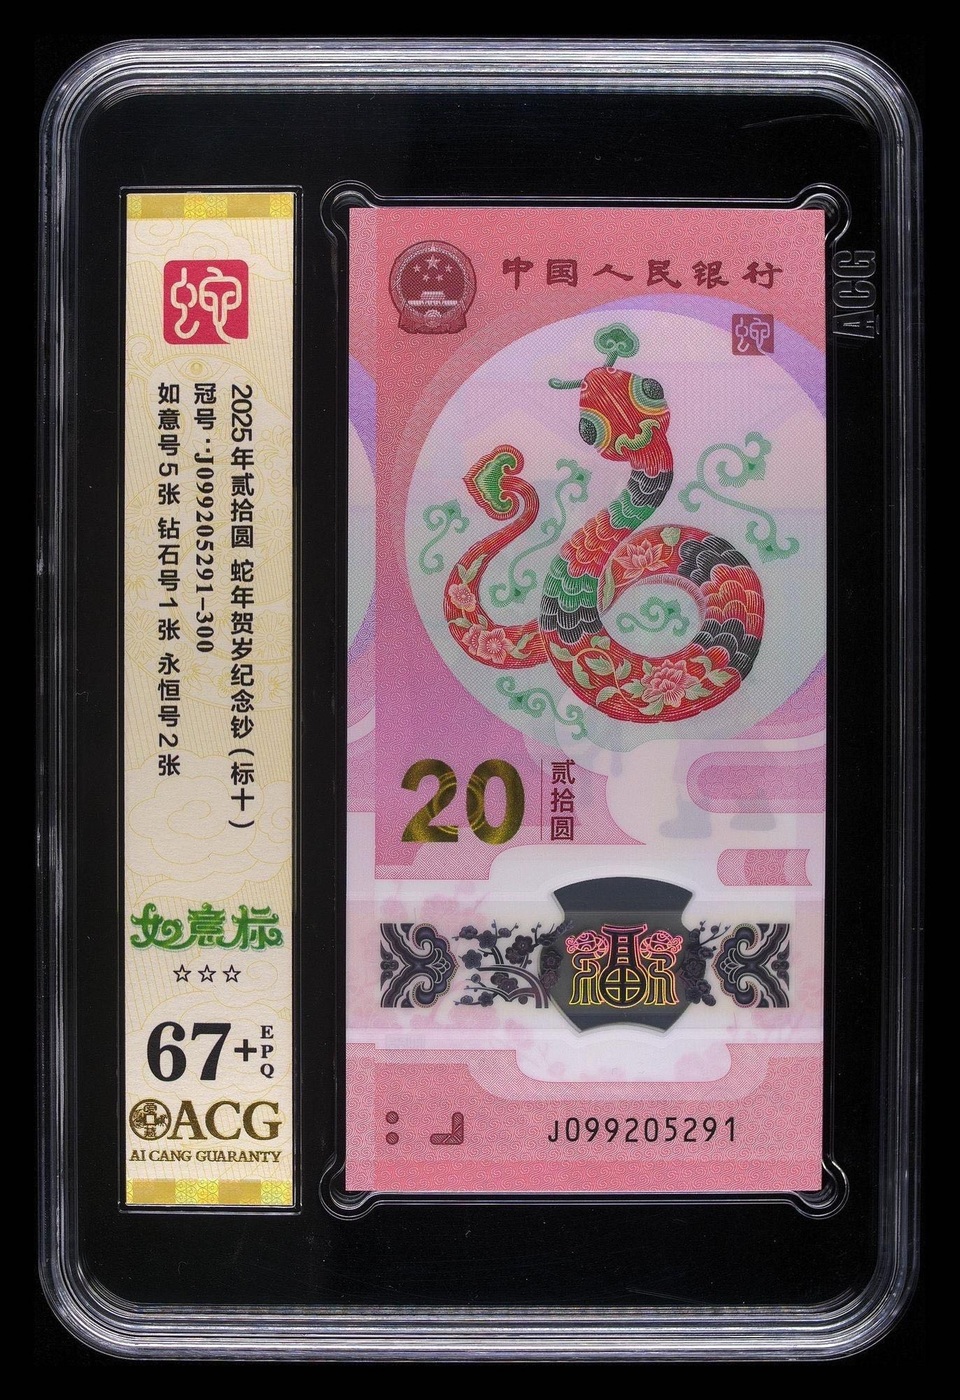 蛇
2025年贰拾圆 蛇年贺岁纪念钞（标十）
冠号：J099205291-300
如意号5张 钻石号1张 永恒号2张
如意标
☆☆☆
67+
EPQ
ACG
AI CANG GUARANTY
中国人民银行
蛇
20
贰拾圆
福
J099205291
ACG